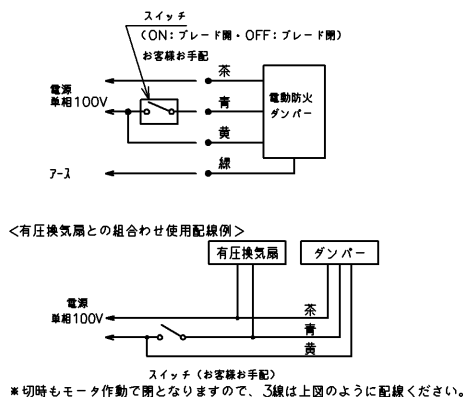 スイッチ
（ON：ブレード開・OFF：ブレード閉）
お客様お手配
茶
電源
単相100V
青
電動防火
ダンパー
黄
緑
アース
＜有圧換気扇との組合わせ使用配線例＞
有圧換気扇
ダンパー
電源
単相100V
茶
青
黄
スイッチ（お客様お手配）
※切時もモータ作動で閉となりますので、3線は上図のように配線ください。